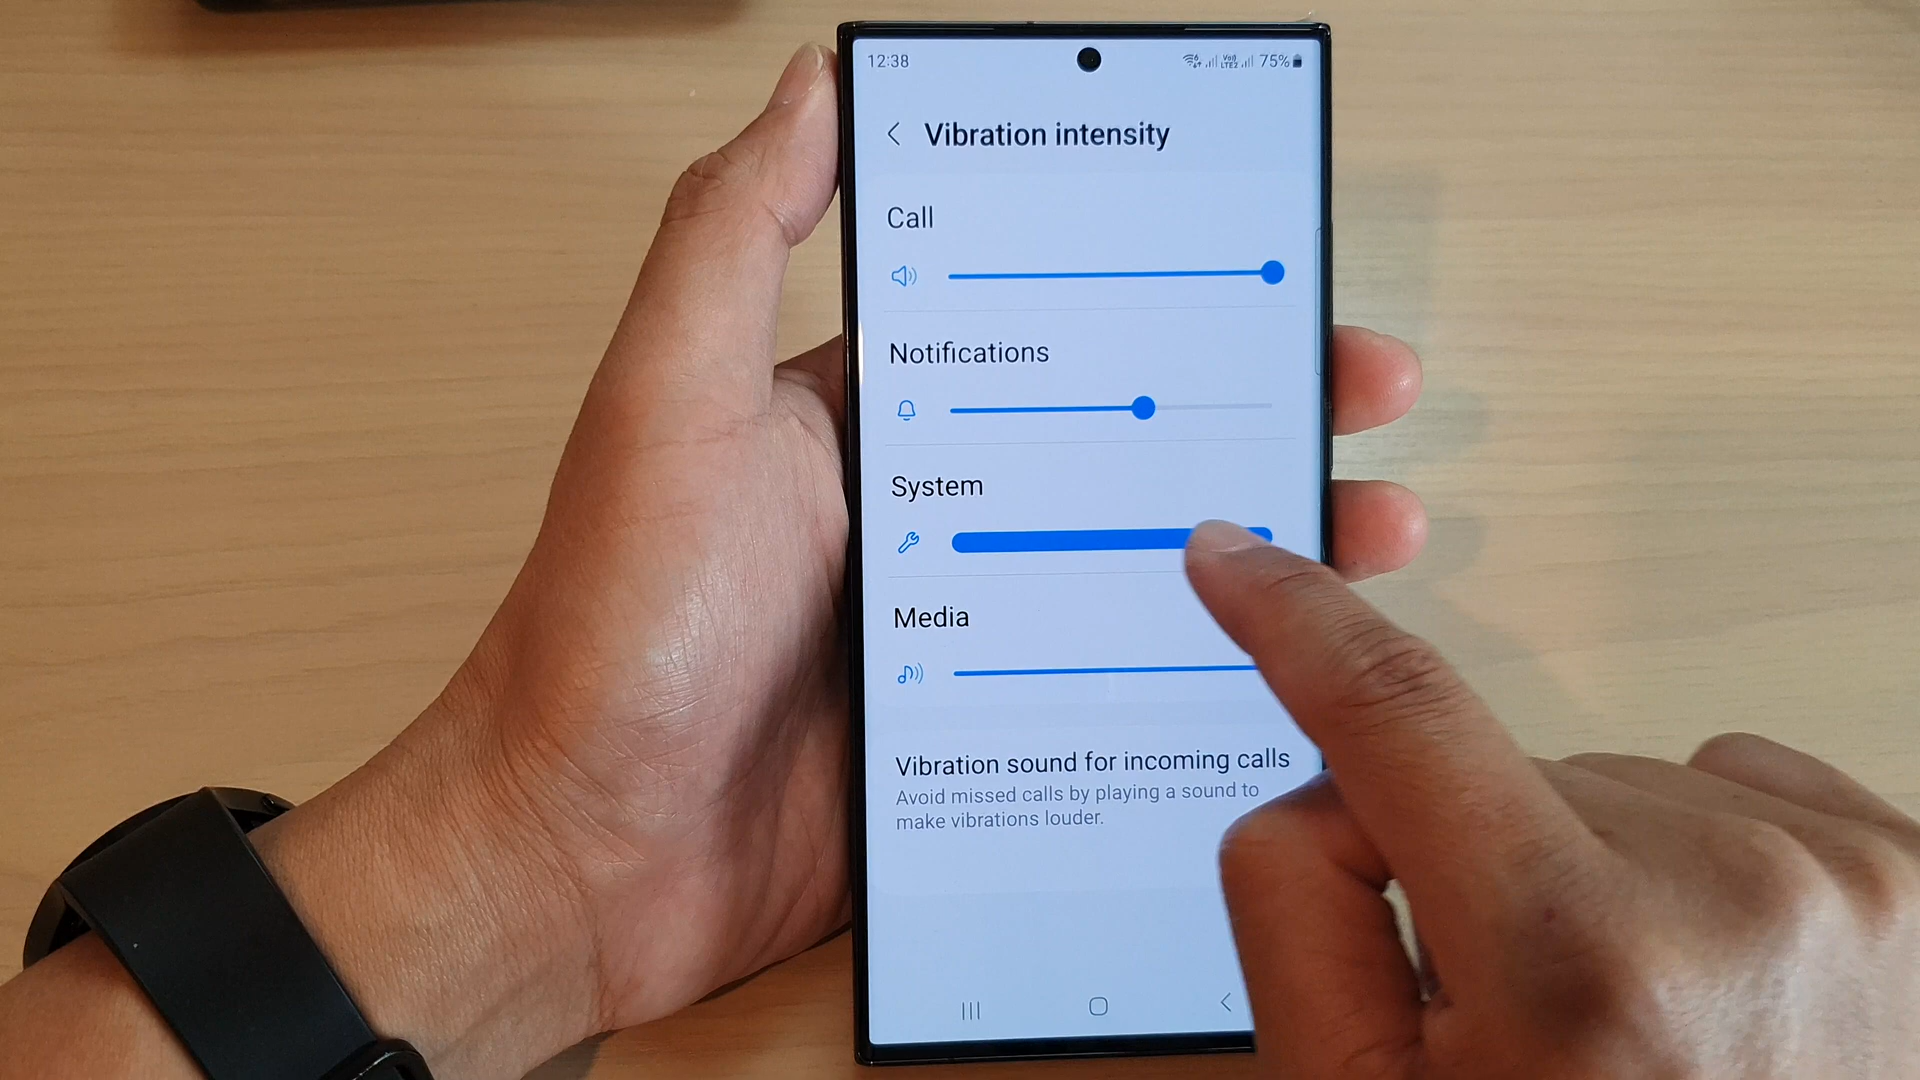 12:38
75%
Vibration intensity
Call
Notifications
System
Media
Vibration sound for incoming calls
Avoid missed calls by playing a sound to
make vibrations louder.